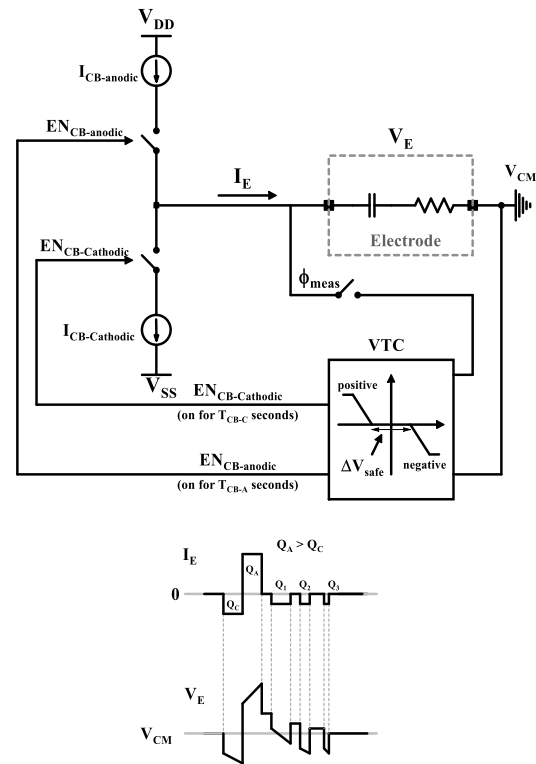 V_DD
I_CB-anodic
EN_CB-anodic
V_E
V_CM
I_E
EN_CB-Cathodic
Electrode
ϕ_meas
I_CB-Cathodic
VTC
V_SS
EN_CB-Cathodic
(on for T_CB-C seconds)
positive
EN_CB-anodic
(on for T_CB-A seconds)
ΔV_safe
negative
I_E
Q_A > Q_C
Q_A
Q_1
Q_2
Q_3
0
Q_C
V_E
V_CM